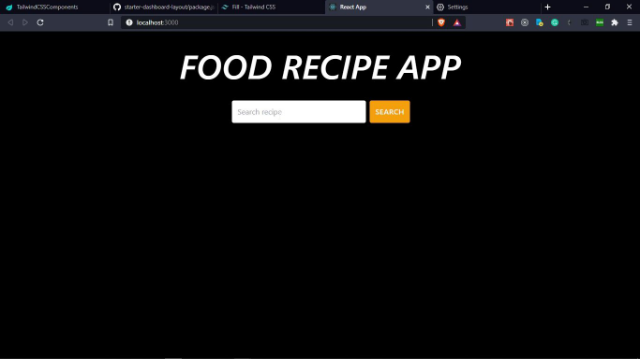 TailwindCSSComponents
starter-dashboard-layout/package.j
Fill - Tailwind CSS
React App
Settings
localhost:3000
FOOD RECIPE APP
Search recipe
SEARCH